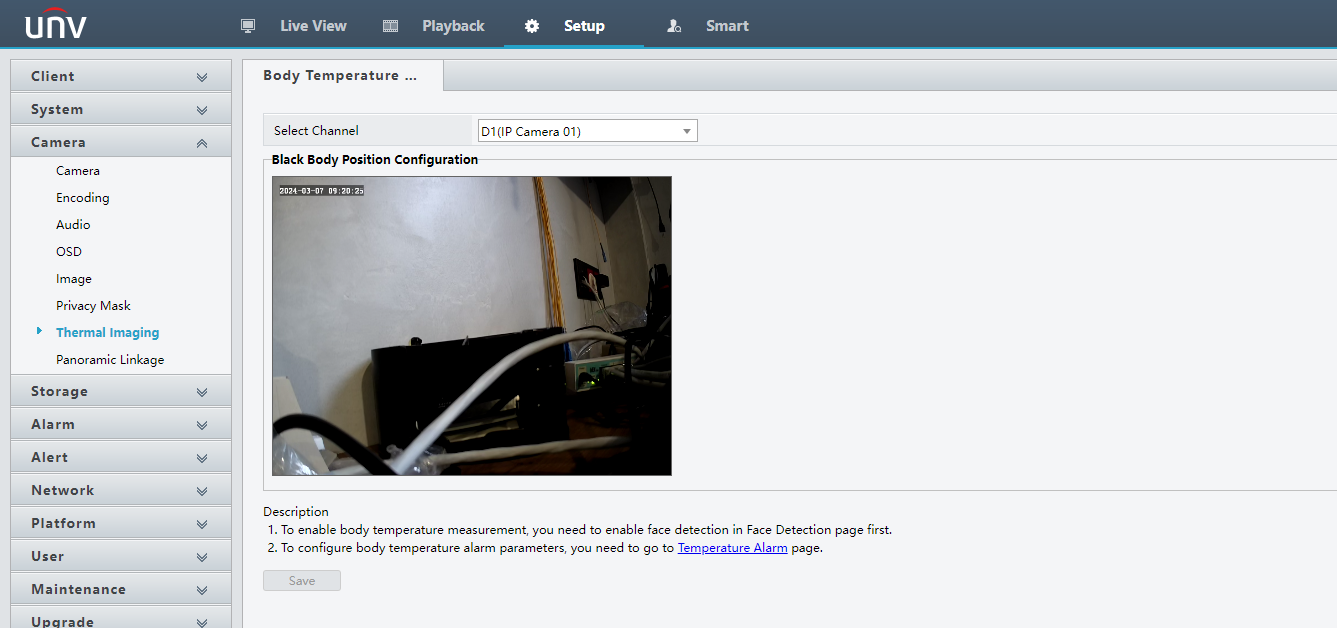 unv
Live View
Playback
Setup
Smart
Client
System
Camera
Camera
Encoding
Audio
OSD
Image
Privacy Mask
Thermal Imaging
Panoramic Linkage
Storage
Alarm
Alert
Network
Platform
User
Maintenance
Upgrade
Body Temperature ...
Select Channel
D1(IP Camera 01)
Black Body Position Configuration
2024-03-07 09:20:25
Description
1. To enable body temperature measurement, you need to enable face detection in Face Detection page first.
2. To configure body temperature alarm parameters, you need to go to Temperature Alarm page.
Save